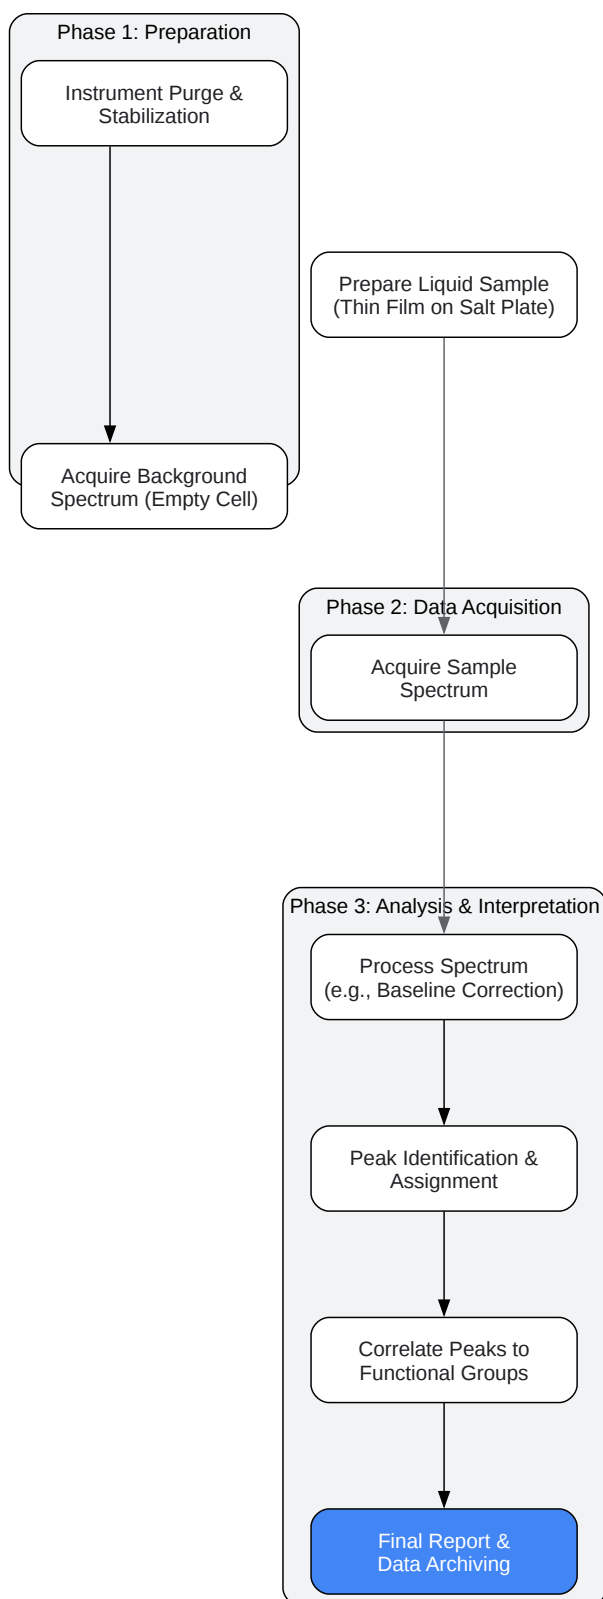 Phase 1: Preparation
Instrument Purge &
Stabilization
Prepare Liquid Sample
(Thin Film on Salt Plate)
Acquire Background
Spectrum (Empty Cell)
Phase 2: Data Acquisition
Acquire Sample
Spectrum
Phase 3: Analysis & Interpretation
Process Spectrum
(e.g., Baseline Correction)
Peak Identification &
Assignment
Correlate Peaks to
Functional Groups
Final Report &
Data Archiving